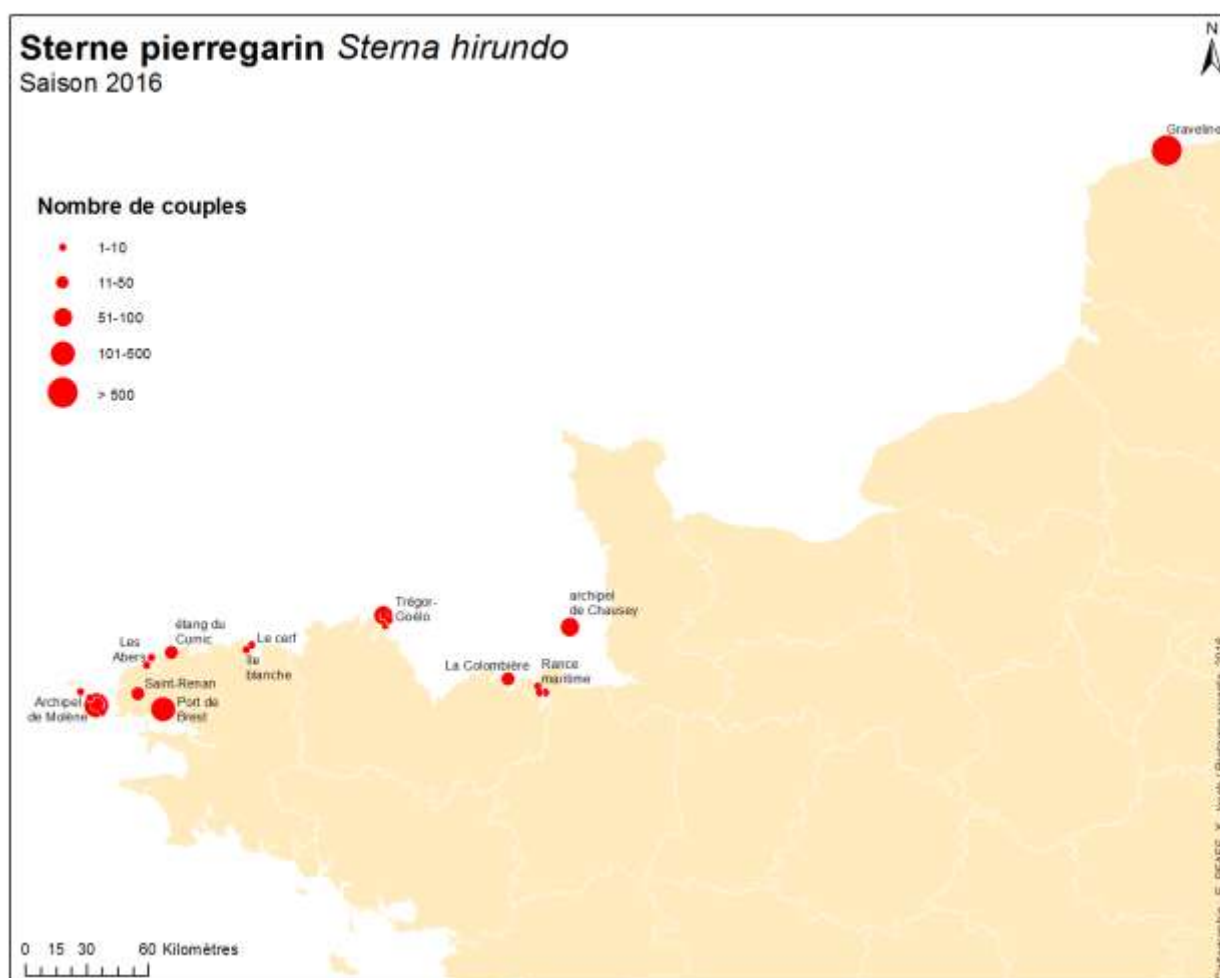 Sterne pierregarin Sterna hirundo
Saison 2016
N
Graveline
Nombre de couples
1-10
11-50
51-100
101-500
> 500
archipel
de Chausey
Trégor-
Goélo
étang du
Curnic
Le cerf
Les
Abers
île
blanche
La Colombière
Rance
maritime
Saint-Renan
Archipel
de Molène
Port de
Brest
0 15 30 60 Kilomètres